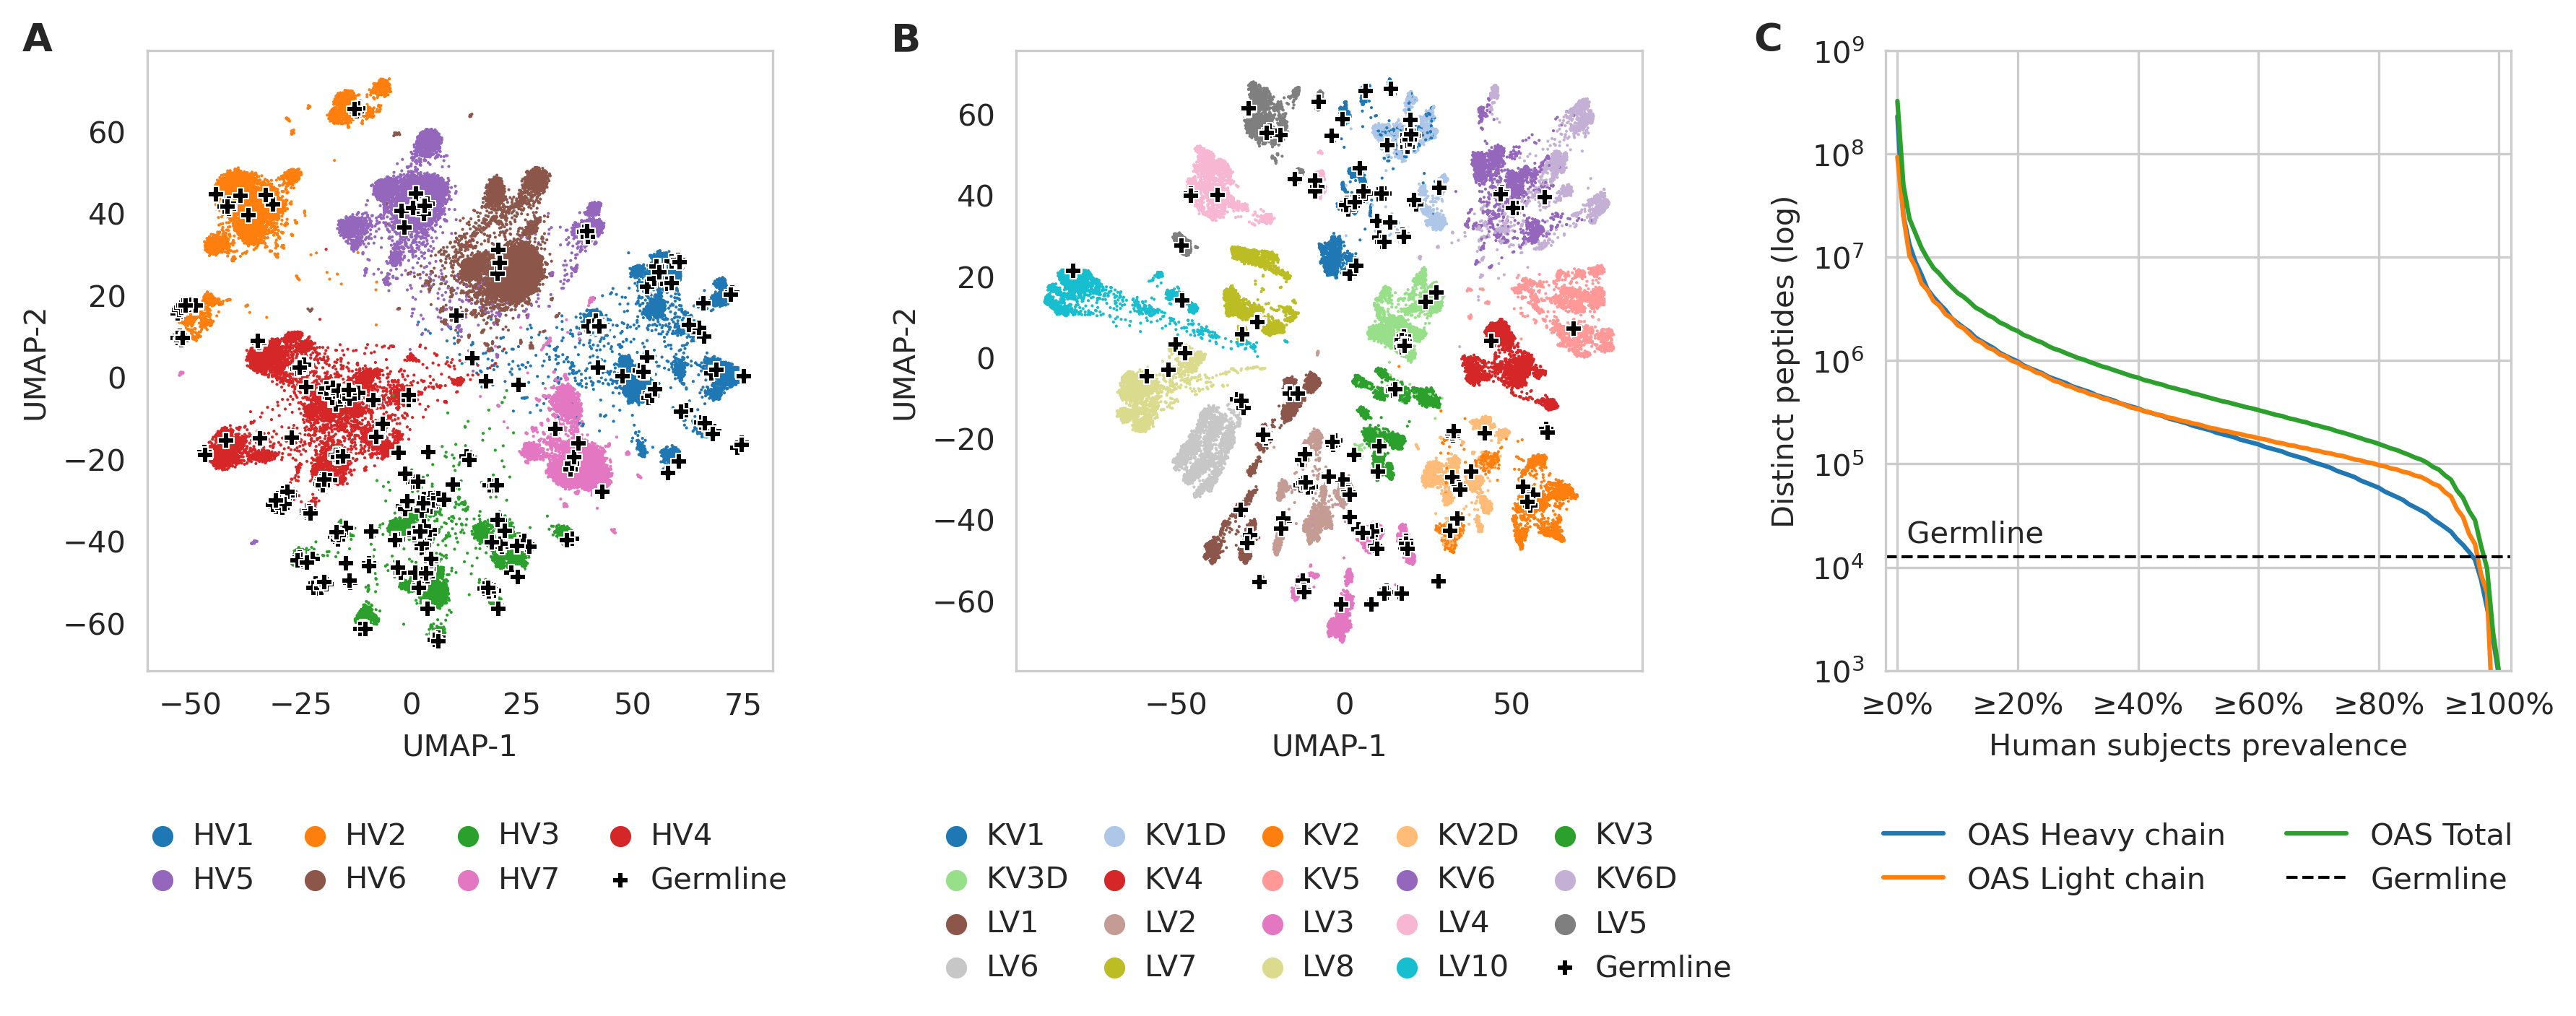 A
UMAP-2
60
40
20
0
−20
−40
−60
−50 −25 0 25 50 75
UMAP-1
HV1 HV2 HV3 HV4
HV5 HV6 HV7 Germline
B
UMAP-2
60
40
20
0
−20
−40
−60
−50 0 50
UMAP-1
KV1 KV1D KV2 KV2D KV3
KV3D KV4 KV5 KV6 KV6D
LV1 LV2 LV3 LV4 LV5
LV6 LV7 LV8 LV10 Germline
C
Distinct peptides (log)
10⁹
10⁸
10⁷
10⁶
10⁵
10⁴
10³
Germline
≥0% ≥20% ≥40% ≥60% ≥80% ≥100%
Human subjects prevalence
OAS Heavy chain OAS Total
OAS Light chain Germline